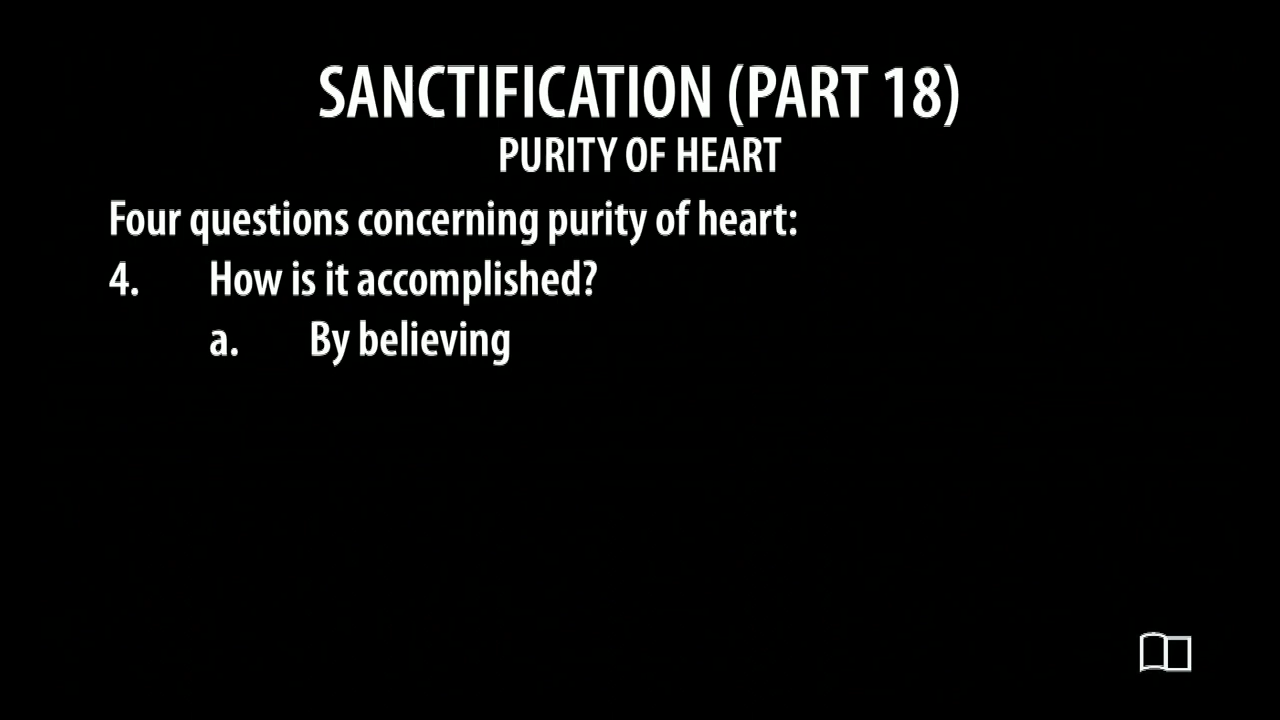 SANCTIFICATION (PART 18)
PURITY OF HEART
Four questions concerning purity of heart:
4. How is it accomplished?
a. By believing